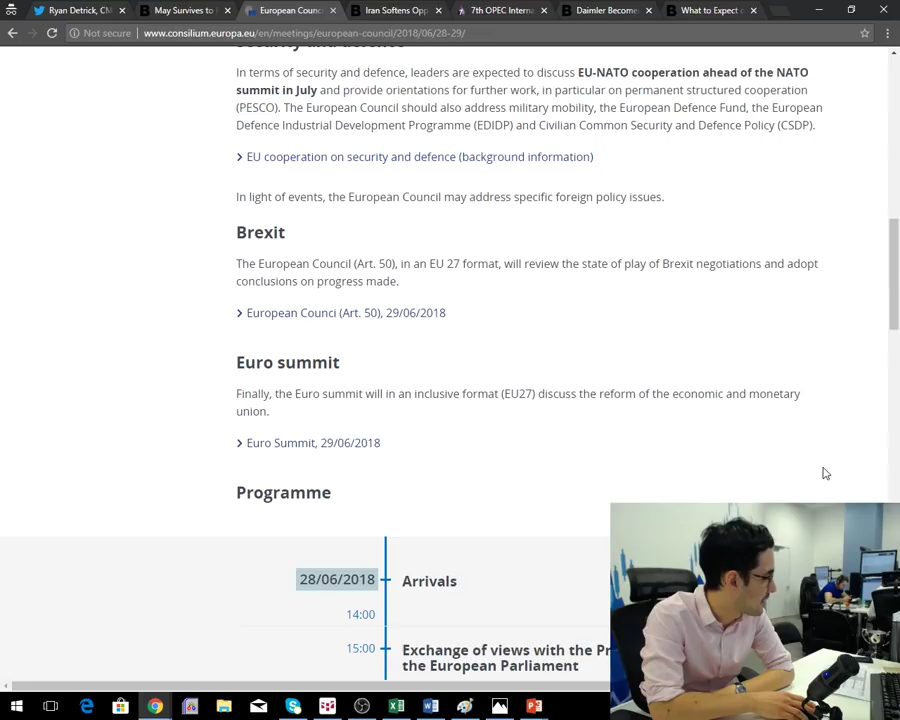 Ryan Detrick, CM
May Survives to
European Counc
Iran Softens Opp
7th OPEC Interna
Daimler Become
What to Expect o
Not secure
www.consilium.europa.eu/en/meetings/european-council/2018/06/28-29/
Security and defence
In terms of security and defence, leaders are expected to discuss EU-NATO cooperation ahead of the NATO
summit in July and provide orientations for further work, in particular on permanent structured cooperation
(PESCO). The European Council should also address military mobility, the European Defence Fund, the European
Defence Industrial Development Programme (EDIDP) and Civilian Common Security and Defence Policy (CSDP).
EU cooperation on security and defence (background information)
In light of events, the European Council may address specific foreign policy issues.
Brexit
The European Council (Art. 50), in an EU 27 format, will review the state of play of Brexit negotiations and adopt
conclusions on progress made.
European Counci (Art. 50), 29/06/2018
Euro summit
Finally, the Euro summit will in an inclusive format (EU27) discuss the reform of the economic and monetary
union.
Euro Summit, 29/06/2018
Programme
28/06/2018
Arrivals
14:00
15:00
Exchange of views with the Pr
the European Parliament